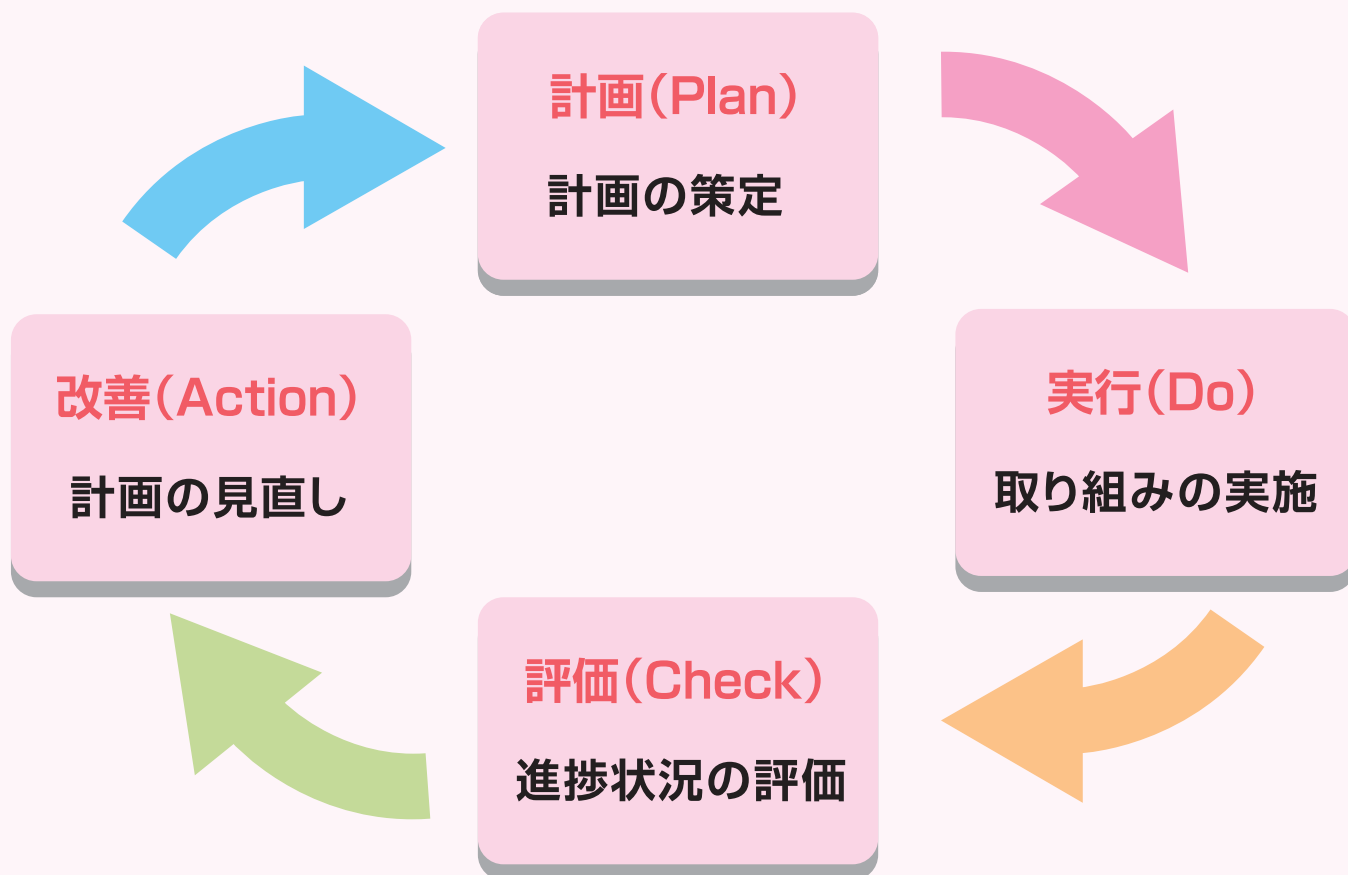 計画(Plan)
計画の策定
実行(Do)
取り組みの実施
評価(Check)
進捗状況の評価
改善(Action)
計画の見直し